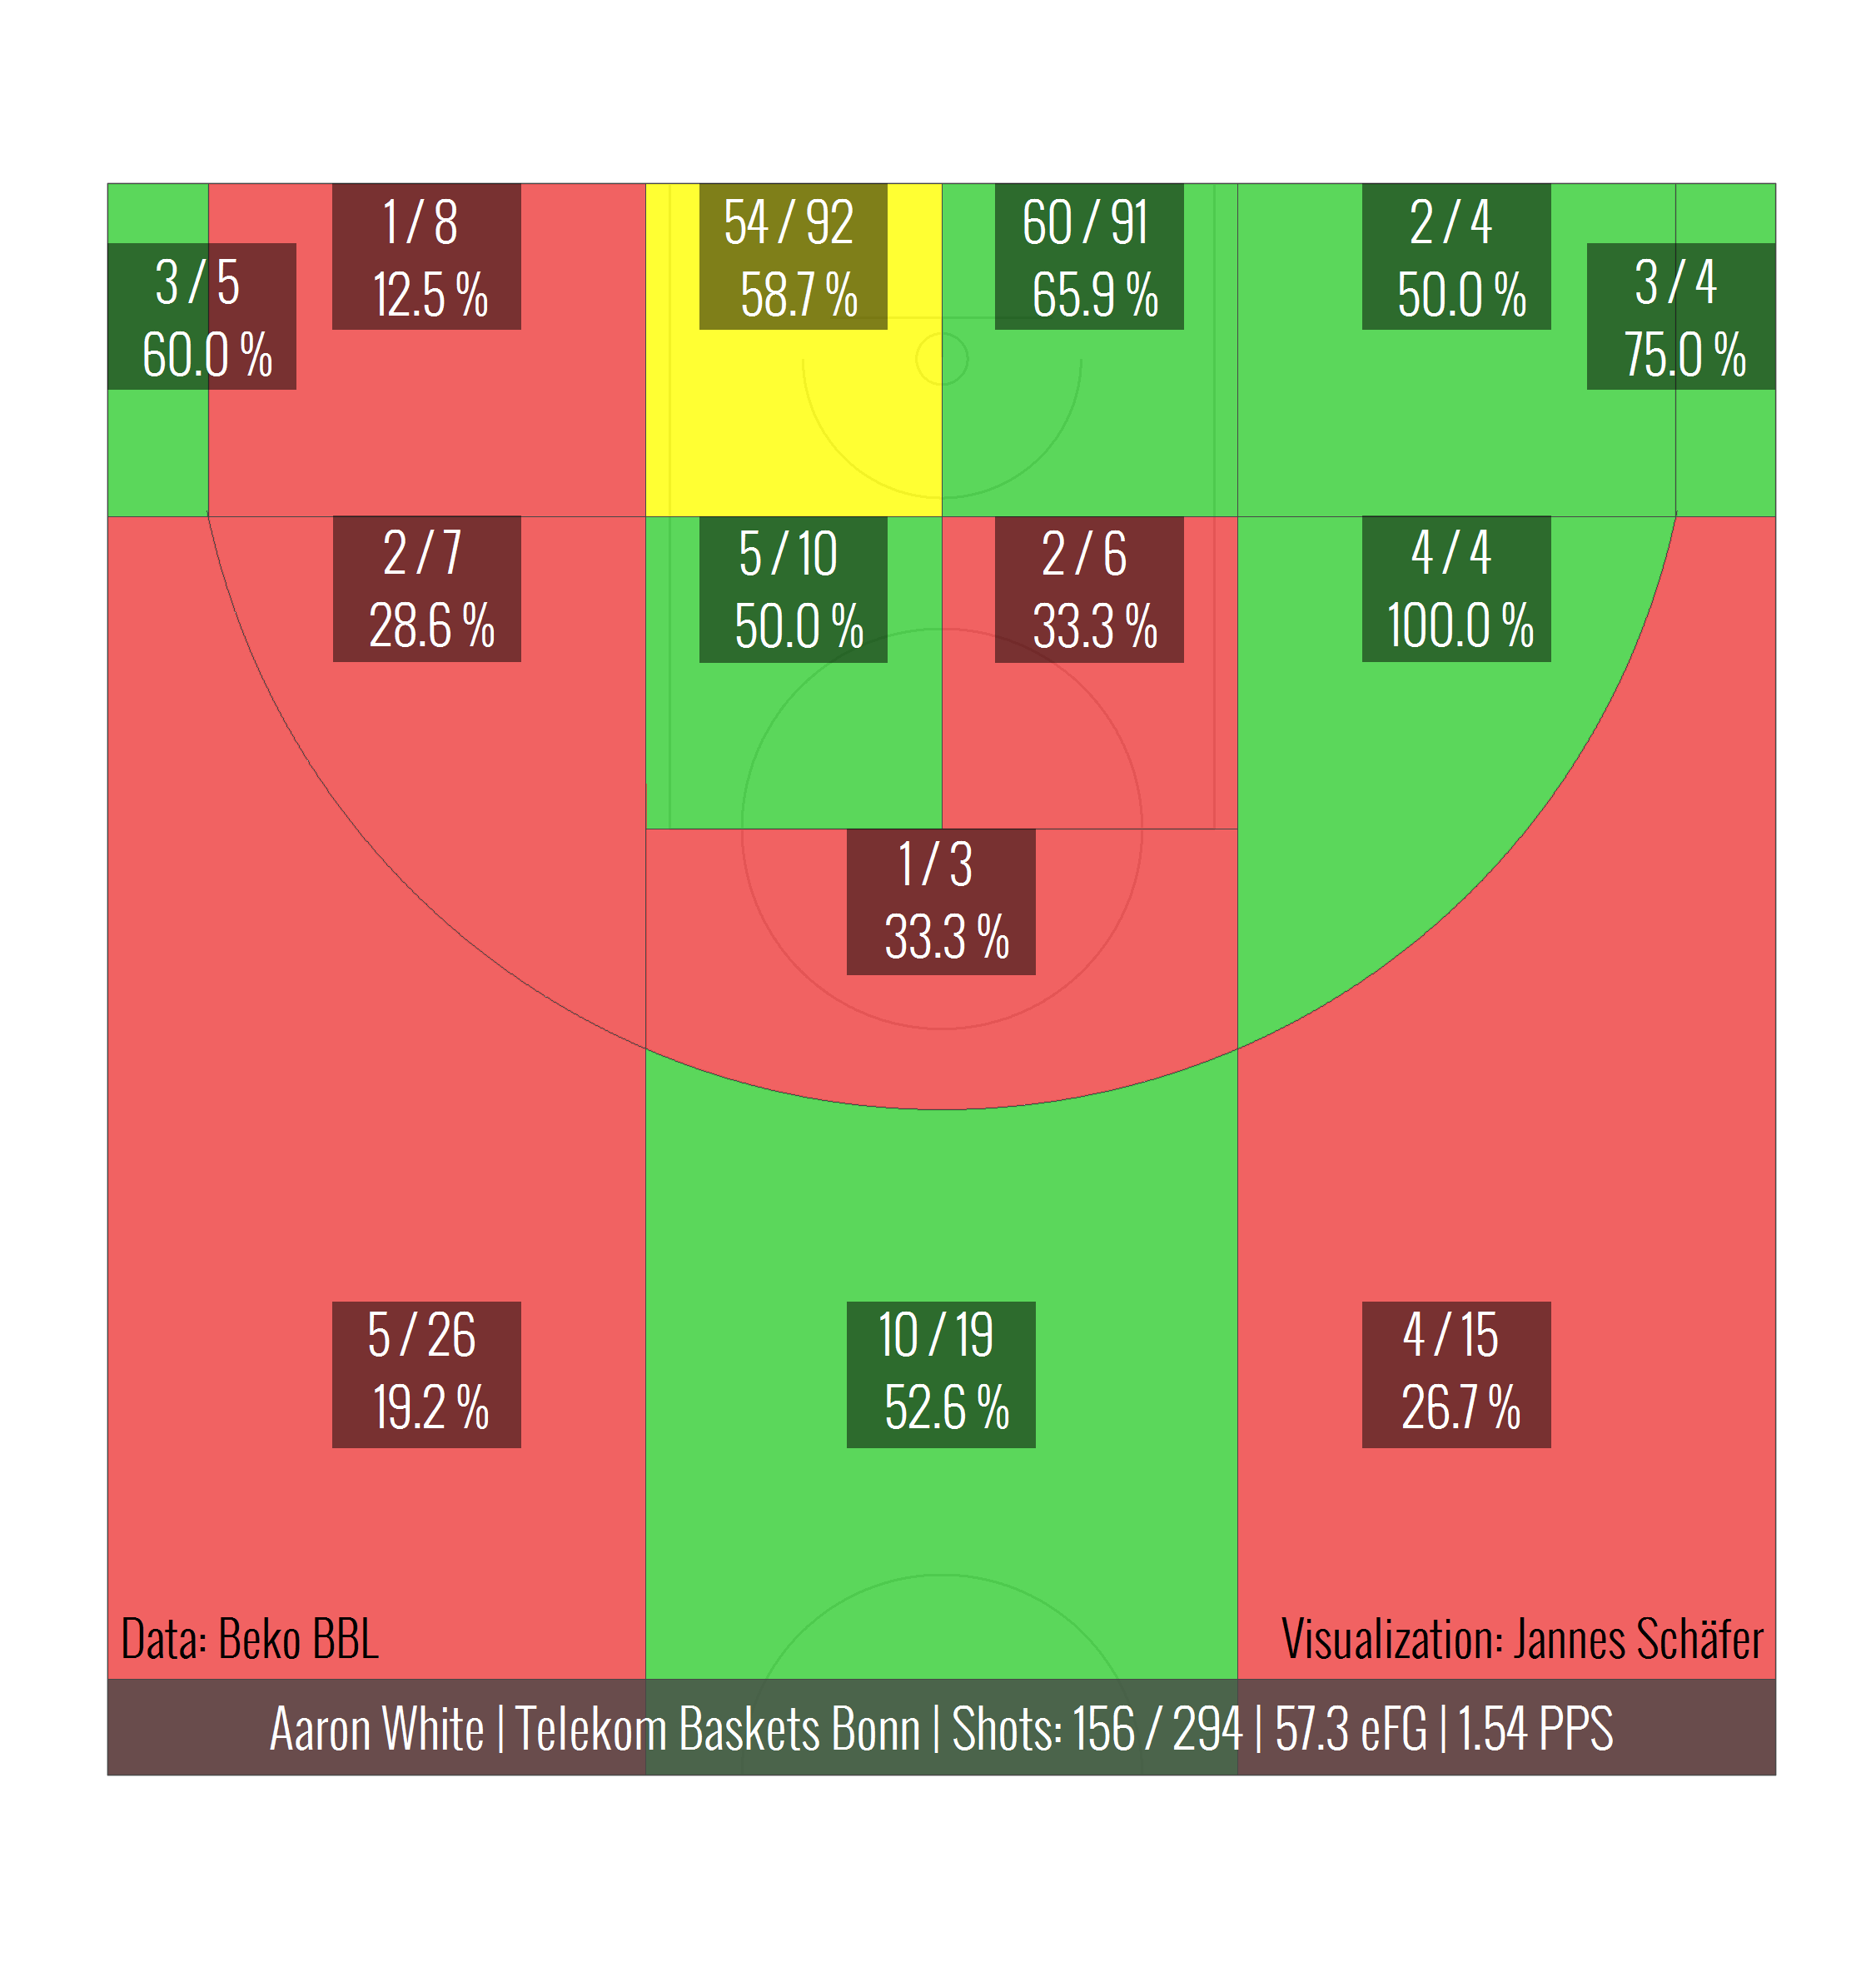 1 / 8
12.5 %
54 / 92
58.7 %
60 / 91
65.9 %
2 / 4
50.0 %
3 / 5
60.0 %
3 / 4
75.0 %
2 / 7
28.6 %
5 / 10
50.0 %
2 / 6
33.3 %
4 / 4
100.0 %
1 / 3
33.3 %
5 / 26
19.2 %
10 / 19
52.6 %
4 / 15
26.7 %
Data: Beko BBL
Visualization: Jannes Schäfer
Aaron White | Telekom Baskets Bonn | Shots: 156 / 294 | 57.3 eFG | 1.54 PPS